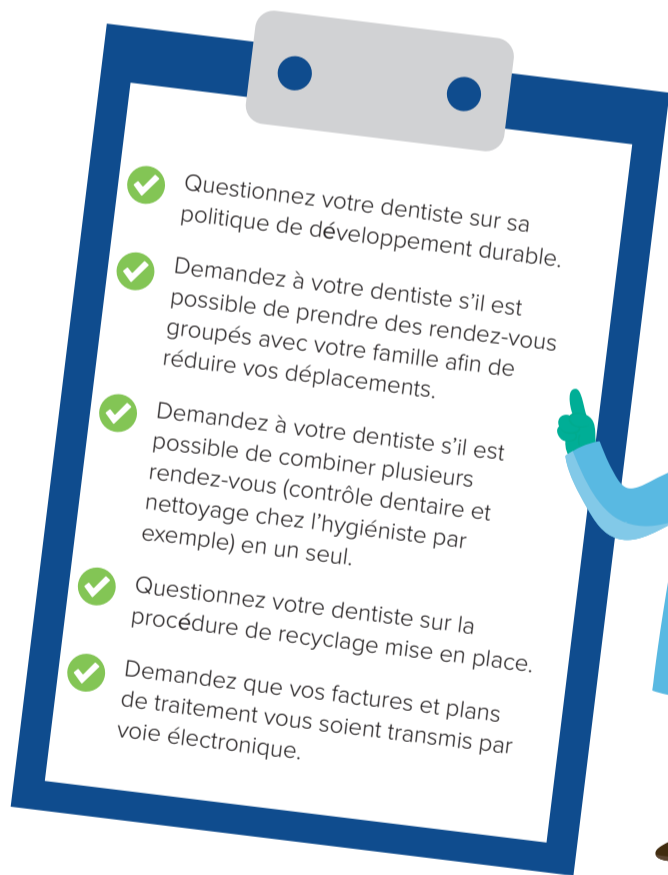 Questionnez votre dentiste sur sa
politique de développement durable.
Demandez à votre dentiste s’il est
possible de prendre des rendez-vous
groupés avec votre famille afin de
réduire vos déplacements.
Demandez à votre dentiste s’il est
possible de combiner plusieurs
rendez-vous (contrôle dentaire et
nettoyage chez l’hygiéniste par
exemple) en un seul.
Questionnez votre dentiste sur la
procédure de recyclage mise en place.
Demandez que vos factures et plans
de traitement vous soient transmis par
voie électronique.